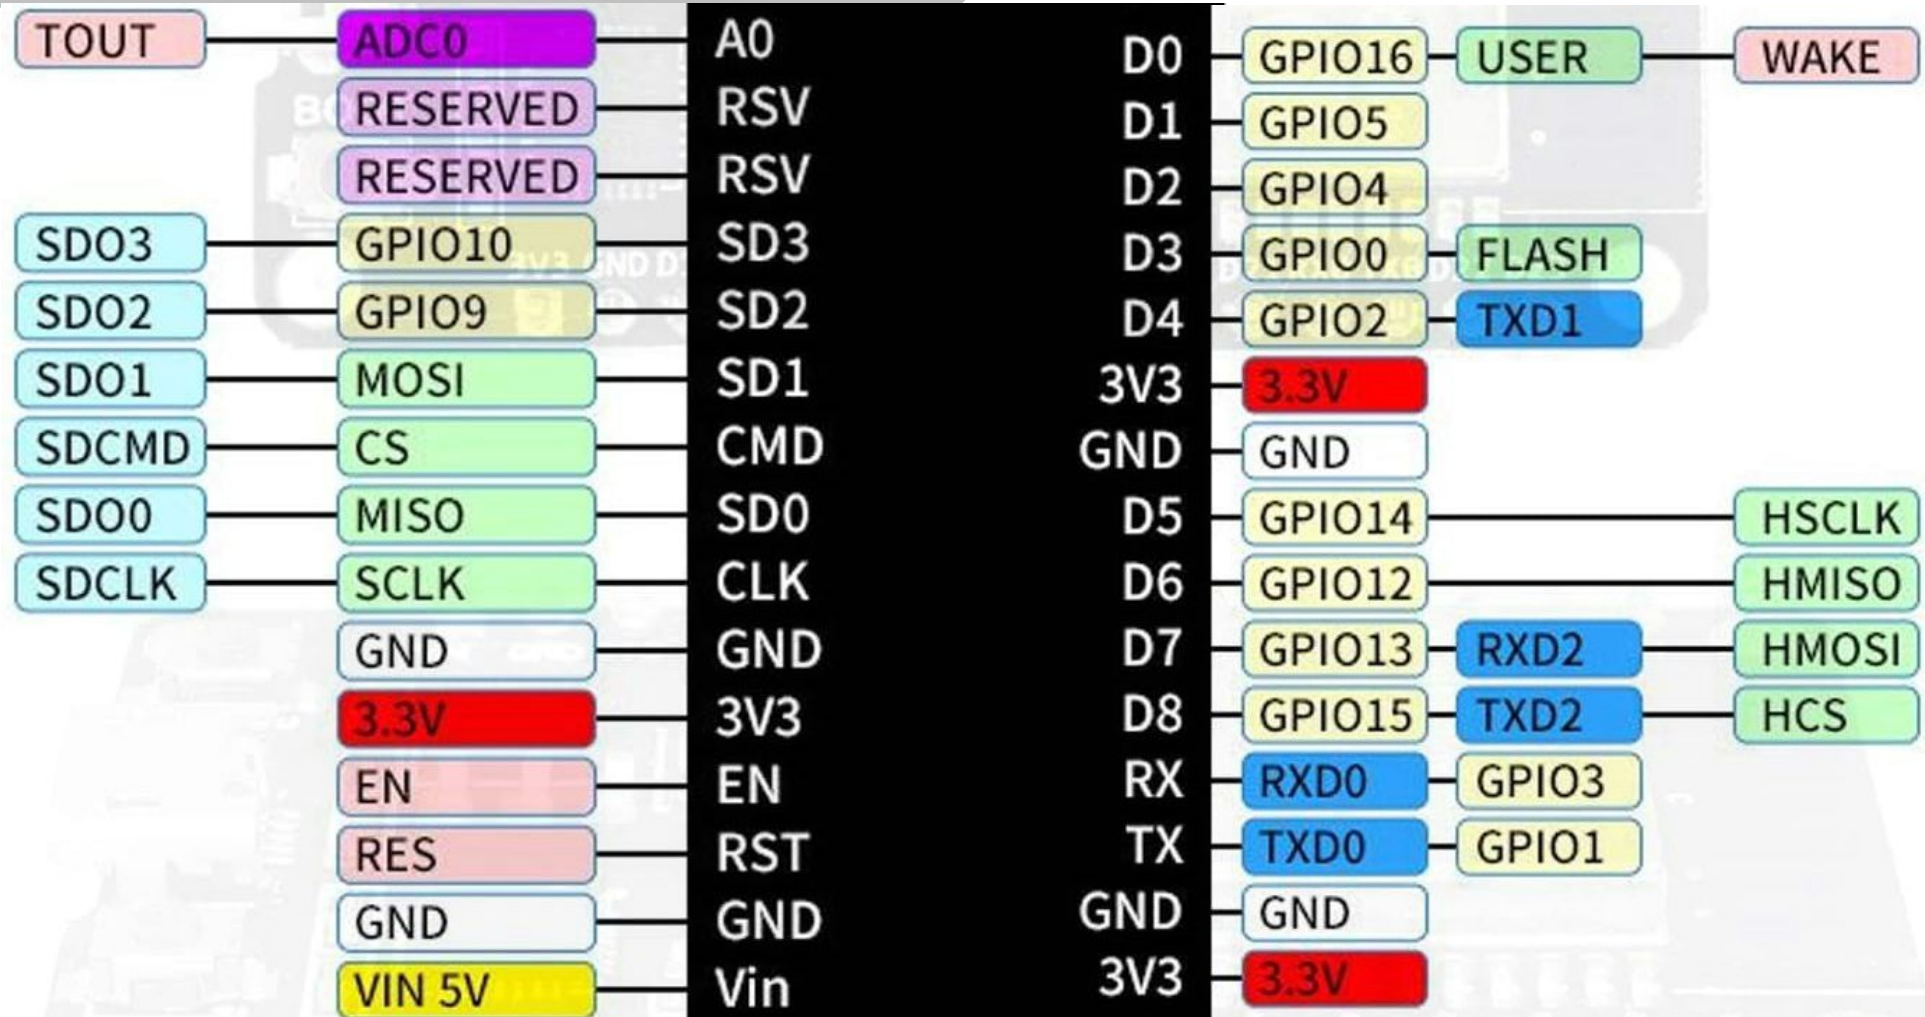 TOUT ADC0 A0
RESERVED RSV
RESERVED RSV
SDO3 GPIO10 SD3
SDO2 GPIO9 SD2
SDO1 MOSI SD1
SDCMD CS CMD
SDO0 MISO SD0
SDCLK SCLK CLK
GND GND
3.3V 3V3
EN EN
RES RST
GND GND
VIN 5V Vin
D0 GPIO16 USER WAKE
D1 GPIO5
D2 GPIO4
D3 GPIO0 FLASH
D4 GPIO2 TXD1
3V3 3.3V
GND GND
D5 GPIO14 HSCLK
D6 GPIO12 HMISO
D7 GPIO13 RXD2 HMOSI
D8 GPIO15 TXD2 HCS
RX RXD0 GPIO3
TX TXD0 GPIO1
GND GND
3V3 3.3V